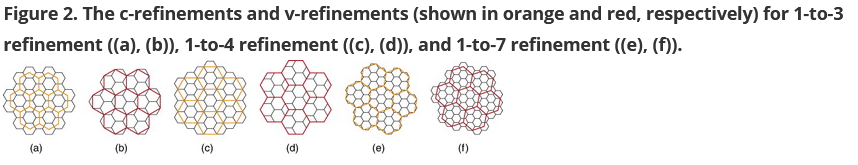 Figure 2. The c-refinements and v-refinements (shown in orange and red, respectively) for 1-to-3
refinement ((a), (b)), 1-to-4 refinement ((c), (d)), and 1-to-7 refinement ((e), (f)).
(a) (b) (c) (d) (e) (f)